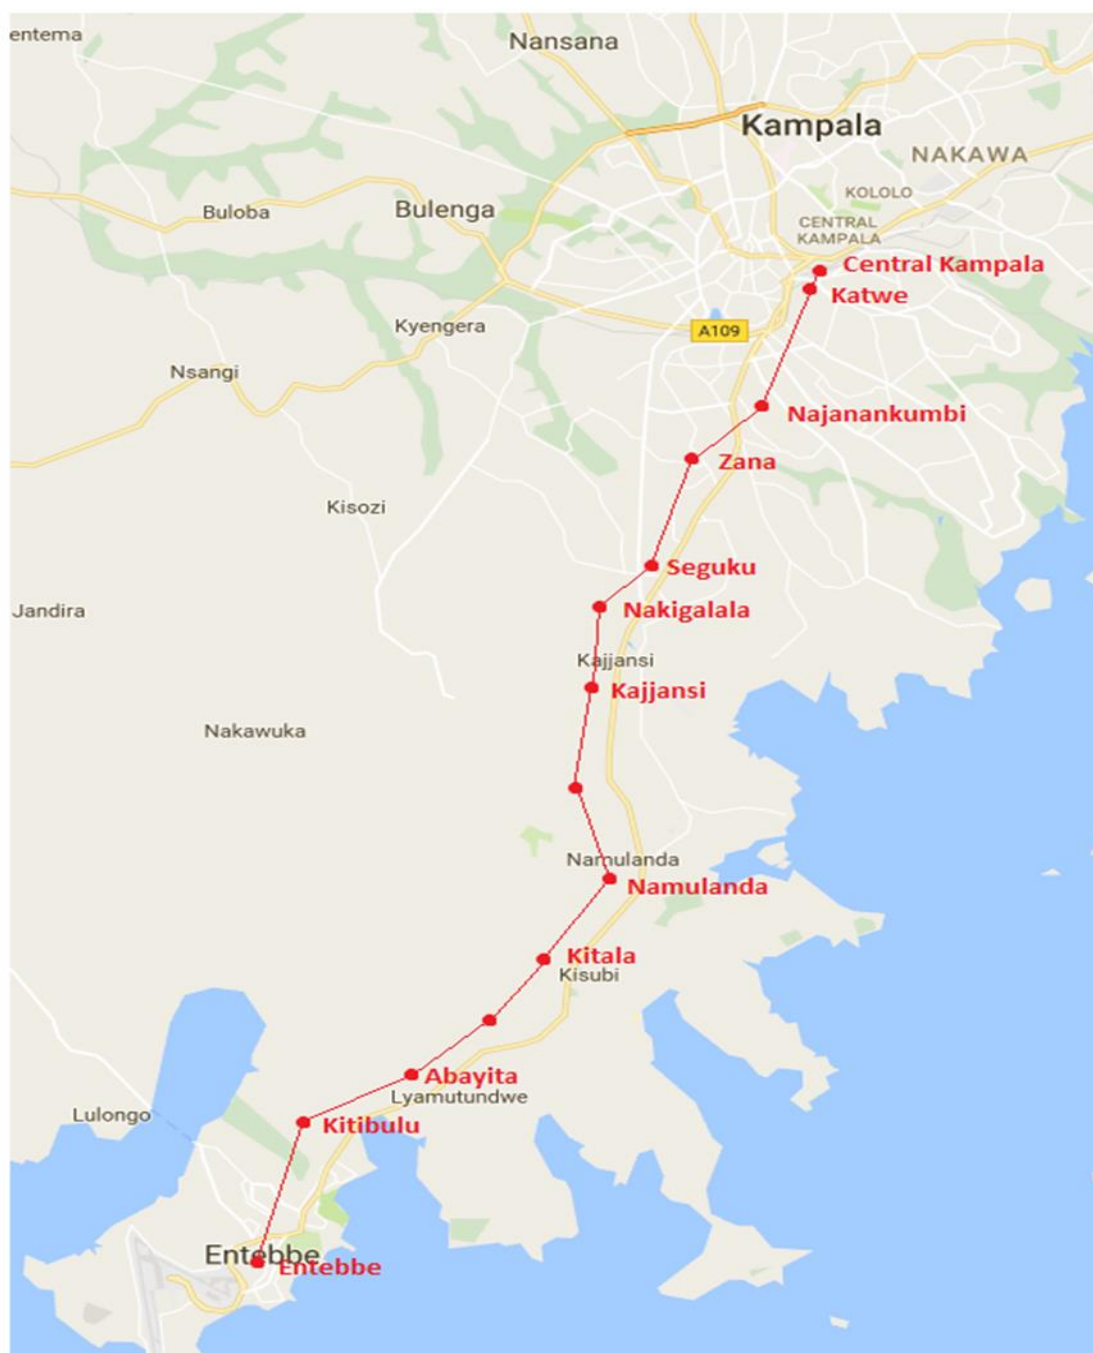 entema
Nansana
Kampala
NAKAWA
KOLOLO
Buloba
Bulenga
CENTRAL
KAMPALA
Central Kampala
Katwe
Kyengera
A109
Nsangi
Najanankumbi
Zana
Kisozi
Seguku
Jandira
Nakigalala
Kajjansi
Kajjansi
Nakawuka
Namulanda
Namulanda
Kitala
Kisubi
Abayita
Lyamutundwe
Lulongo
Kitibulu
Entebbe
Entebbe